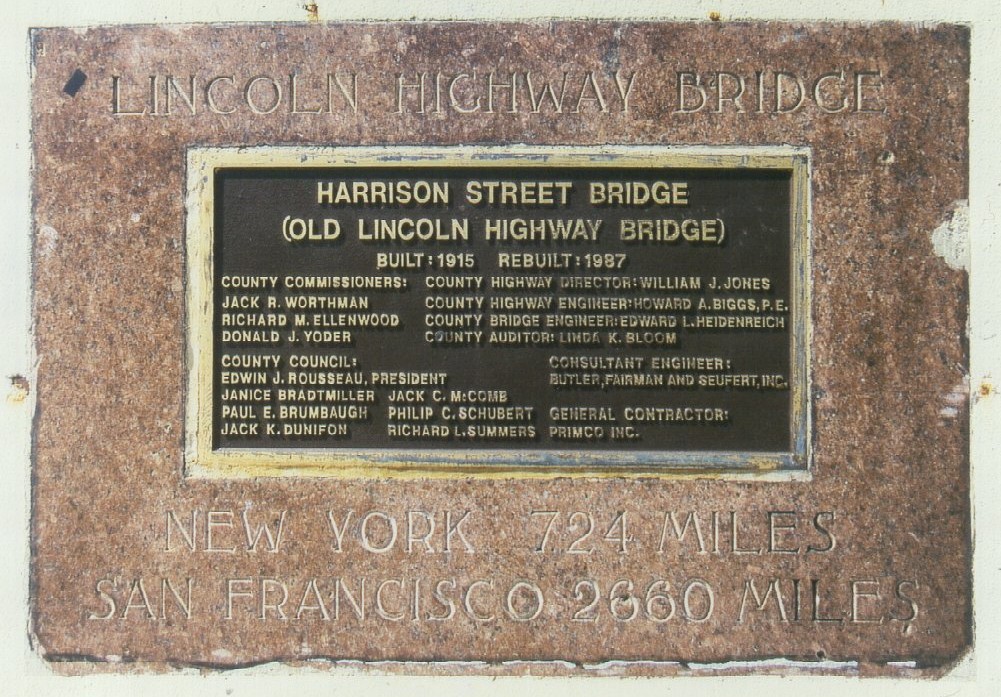 LINCOLN HIGHWAY BRIDGE
HARRISON STREET BRIDGE
(OLD LINCOLN HIGHWAY BRIDGE)
BUILT: 1915 REBUILT: 1987
COUNTY COMMISSIONERS: COUNTY HIGHWAY DIRECTOR: WILLIAM J. JONES
JACK R. WORTHMAN COUNTY HIGHWAY ENGINEER: HOWARD A. BIGGS, P.E.
RICHARD M. ELLENWOOD COUNTY BRIDGE ENGINEER: EDWARD L. HEIDENREICH
DONALD J. YODER COUNTY AUDITOR: LINDA K. BLOOM
COUNTY COUNCIL: CONSULTANT ENGINEER:
EDWIN J. ROUSSEAU, PRESIDENT BUTLER, FAIRMAN AND SEUFERT, INC.
JANICE BRADTMILLER JACK C. McCOMB
PAUL E. BRUMBAUGH PHILIP C. SCHUBERT GENERAL CONTRACTOR:
JACK K. DUNIFON RICHARD L. SUMMERS PRIMCO INC.
NEW YORK 724 MILES
SAN FRANCISCO 2660 MILES